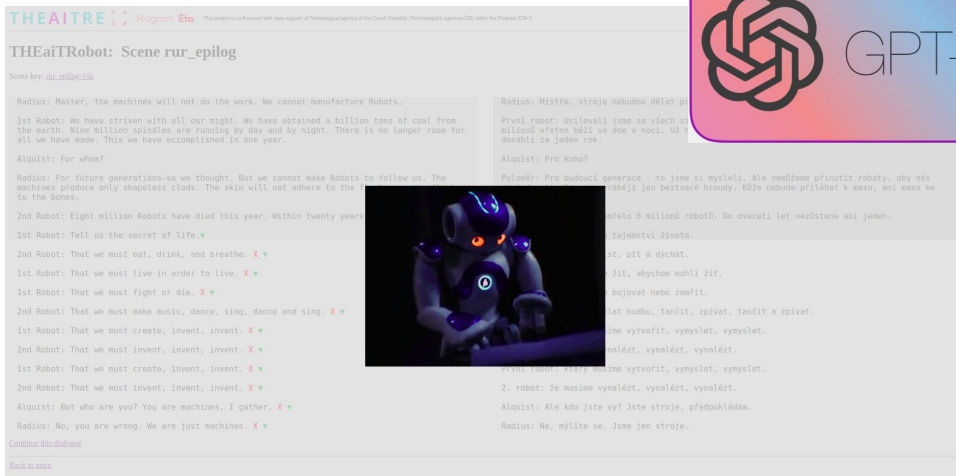 THEAITRE Program Éta This project is co-financed with state support of Technological agency of the Czech Republic (Technologická agentura ČR) within the Program ETA 3.
GPT-
THEaiTRobot: Scene rur_epilog
Scene key: rur_epilog-10a
Radius: Master, the machines will not do the work. We cannot manufacture Robots.
1st Robot: We have striven with all our might. We have obtained a billion tons of coal from
the earth. Nine million spindles are running by day and by night. There is no longer room for
all we have made. This we have accomplished in one year.
Alquist: For whom?
Radius: For future generations—so we thought. But we cannot make Robots to follow us. The
machines produce only shapeless clods. The skin will not adhere to the
to the bones.
2nd Robot: Eight million Robots have died this year. Within twenty years
1st Robot: Tell us the secret of life.▼
2nd Robot: That we must eat, drink, and breathe. X ▼
1st Robot: That we must live in order to live. X ▼
1st Robot: That we must fight or die. X ▼
2nd Robot: That we must make music, dance, sing, dance and sing. X ▼
1st Robot: That we must create, invent, invent. X ▼
2nd Robot: That we must invent, invent, invent. X ▼
1st Robot: That we must create, invent, invent. X ▼
2nd Robot: That we must invent, invent, invent. X ▼
Alquist: But who are you? You are machines, I gather. X ▼
Radius: No, you are wrong. We are just machines. X ▼
Radius: Mistře, stroje nebudou dělat
První robot: Usilovali jsme ze všech
milionů vřeten běží ve dne v noci. Už
dosáhli za jeden rok.
Alquist: Pro koho?
Poloměr: Pro budoucí generace - to jsme si mysleli. Ale nemůžeme přinutit roboty, aby nás
jen beztvaré hroudy. Kůže nebude přiléhat k masu, ani maso ke
8 milionů robotů. Do dvaceti let nezůstane ani jeden.
tajemství života.
pít a dýchat.
žít, abychom mohli žít.
bojovat nebo zemřít.
hudbu, tančit, zpívat, tančit a zpívat.
vytvořit, vymyslet, vymyslet.
vynalézt, vynalézt.
První robot: který musíme vytvořit, vymyslet, vymyslet.
2. robot: že musíme vynalézt, vynalézt, vynalézt.
Alquist: Ale kdo jste vy? Jste stroje, předpokládám.
Radius: Ne, mýlíte se. Jsme jen stroje.
Continue this dialogue
Back to main